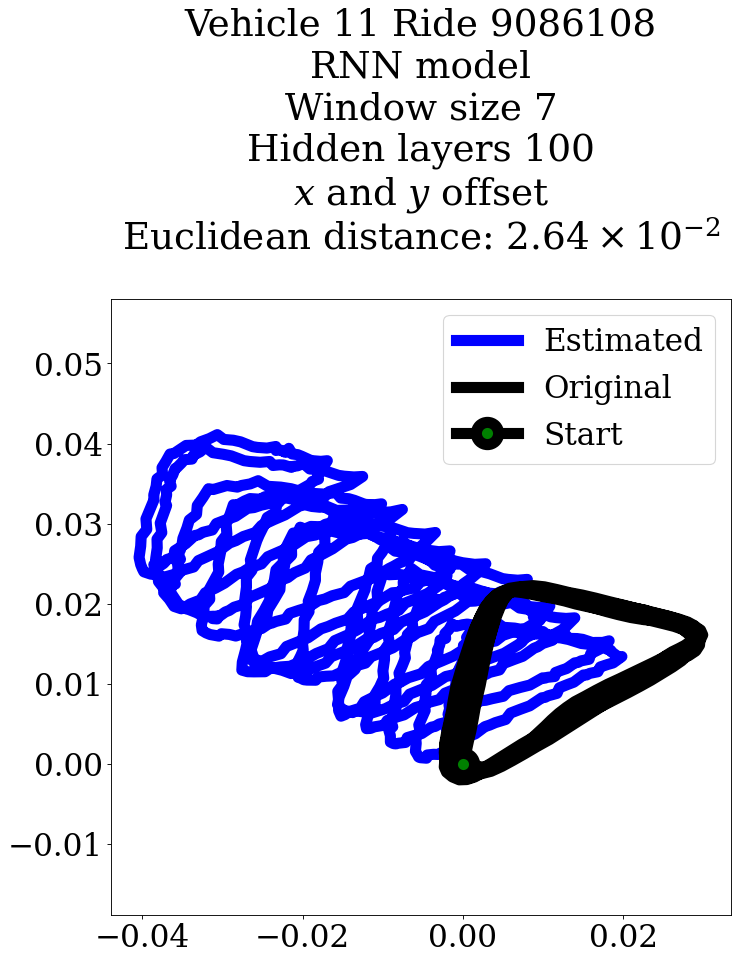 Vehicle 11 Ride 9086108
RNN model
Window size 7
Hidden layers 100
x and y offset
Euclidean distance: 2.64 × 10⁻²
Estimated
Original
Start
0.05
0.04
0.03
0.02
0.01
0.00
−0.01
−0.04 −0.02 0.00 0.02